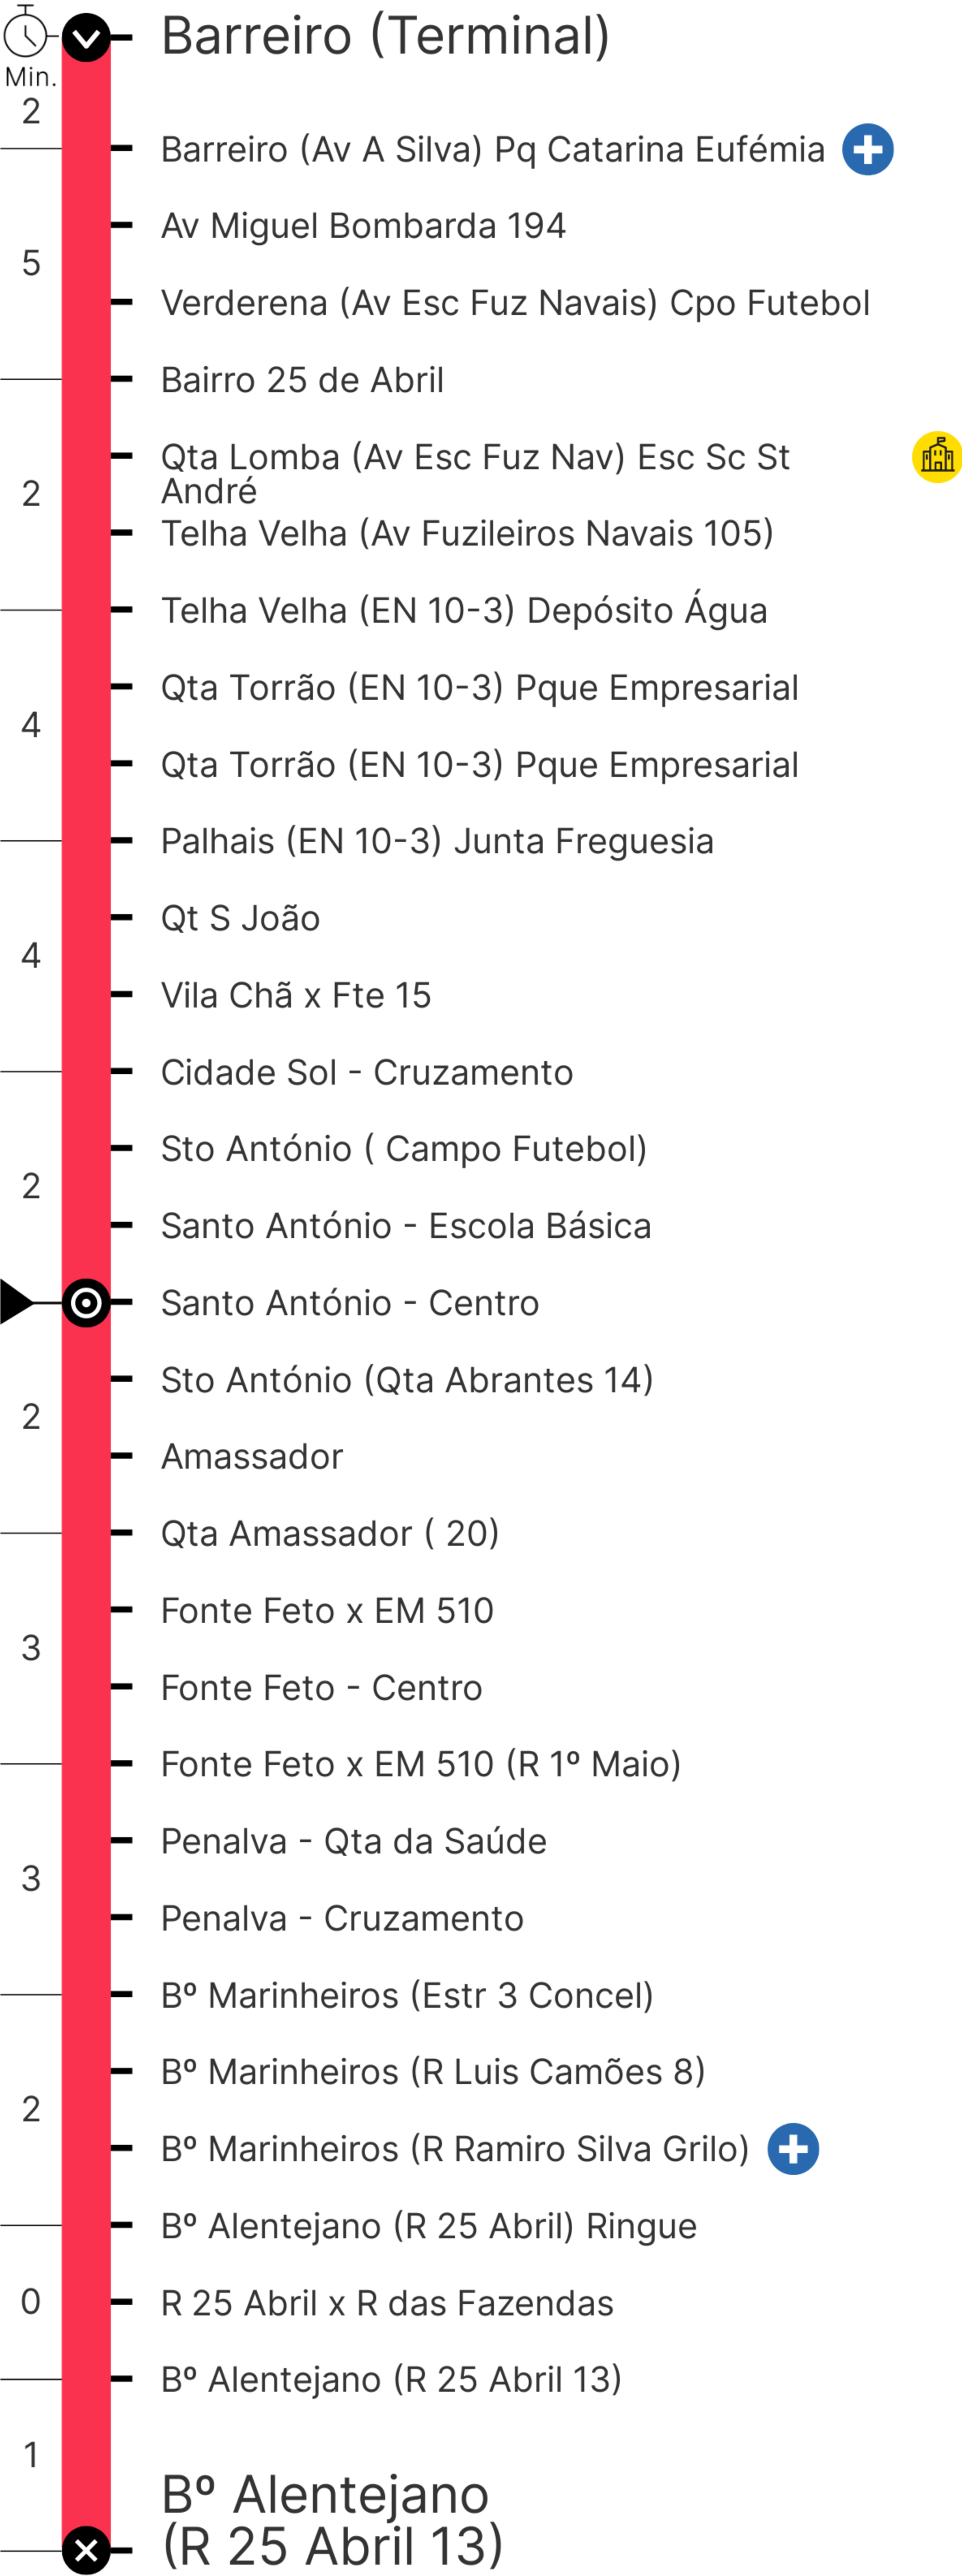 Barreiro (Terminal)
Min.
2
Barreiro (Av A Silva) Pq Catarina Eufémia
Av Miguel Bombarda 194
5
Verderena (Av Esc Fuz Navais) Cpo Futebol
Bairro 25 de Abril
Qta Lomba (Av Esc Fuz Nav) Esc Sc St
André
2
Telha Velha (Av Fuzileiros Navais 105)
Telha Velha (EN 10-3) Depósito Água
Qta Torrão (EN 10-3) Pque Empresarial
4
Qta Torrão (EN 10-3) Pque Empresarial
Palhais (EN 10-3) Junta Freguesia
Qt S João
4
Vila Chã x Fte 15
Cidade Sol - Cruzamento
Sto António ( Campo Futebol)
2
Santo António - Escola Básica
Santo António - Centro
Sto António (Qta Abrantes 14)
2
Amassador
Qta Amassador ( 20)
Fonte Feto x EM 510
3
Fonte Feto - Centro
Fonte Feto x EM 510 (R 1º Maio)
Penalva - Qta da Saúde
3
Penalva - Cruzamento
Bº Marinheiros (Estr 3 Concel)
Bº Marinheiros (R Luis Camões 8)
2
Bº Marinheiros (R Ramiro Silva Grilo)
Bº Alentejano (R 25 Abril) Ringue
0
R 25 Abril x R das Fazendas
Bº Alentejano (R 25 Abril 13)
1
Bº Alentejano
(R 25 Abril 13)